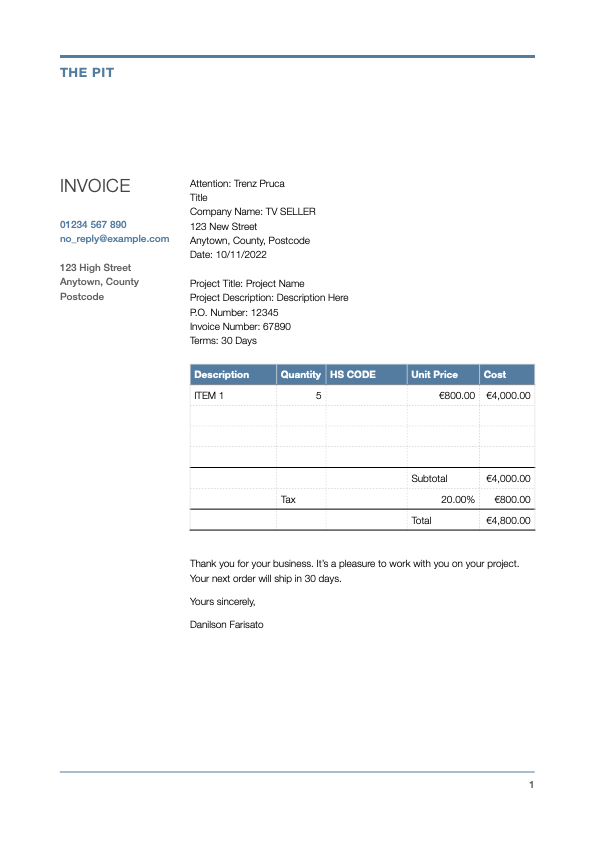 THE PIT
INVOICE
01234 567 890
no_reply@example.com
123 High Street
Anytown, County
Postcode
Attention: Trenz Pruca
Title
Company Name: TV SELLER
123 New Street
Anytown, County, Postcode
Date: 10/11/2022
Project Title: Project Name
Project Description: Description Here
P.O. Number: 12345
Invoice Number: 67890
Terms: 30 Days
Description Quantity HS CODE Unit Price Cost
ITEM 1 5 €800.00 €4,000.00
Subtotal €4,000.00
Tax 20.00% €800.00
Total €4,800.00
Thank you for your business. It’s a pleasure to work with you on your project.
Your next order will ship in 30 days.
Yours sincerely,
Danilson Farisato
1